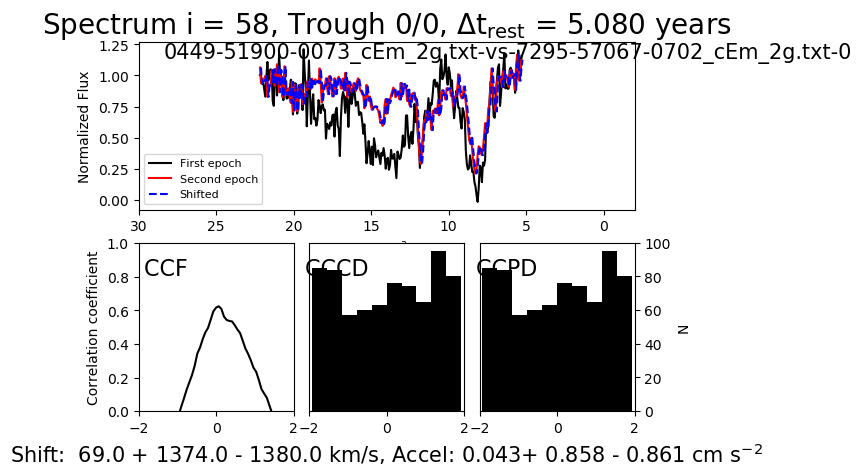 Spectrum i = 58, Trough 0/0, Δt_rest = 5.080 years
0449-51900-0073_cEm_2g.txt-vs-7295-57067-0702_cEm_2g.txt-0
Normalized Flux
1.25
1.00
0.75
0.50
0.25
0.00
First epoch
Second epoch
Shifted
30 25 20 15 10 5 0
Correlation coefficient
1.0
0.8
0.6
0.4
0.2
0.0
CCF
CCCD
CCPD
100
80
60
40
20
0
N
−2 0 2
−2 0 2
−2 0 2
Shift:  69.0 + 1374.0 - 1380.0 km/s, Accel: 0.043+ 0.858 - 0.861 cm s⁻²